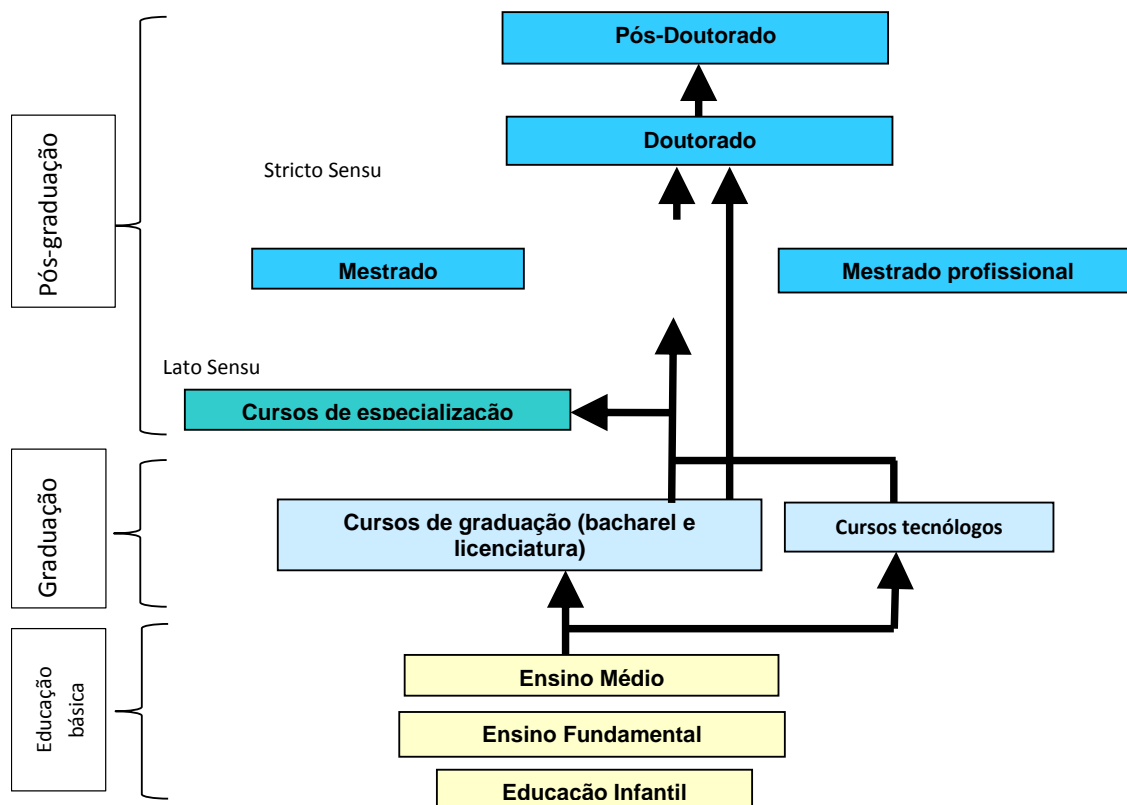 Pós-Doutorado
Doutorado
Pós-graduação
Stricto Sensu
Mestrado
Mestrado profissional
Lato Sensu
Cursos de especialização
Graduação
Cursos de graduação (bacharel e
licenciatura)
Cursos tecnólogos
Educação
básica
Ensino Médio
Ensino Fundamental
Educação Infantil